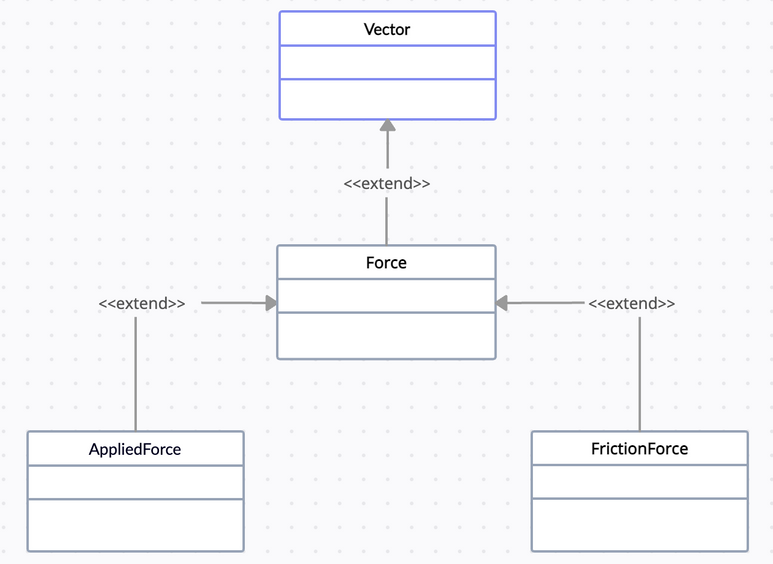 Vector
<<extend>>
Force
<<extend>>
<<extend>>
AppliedForce
FrictionForce